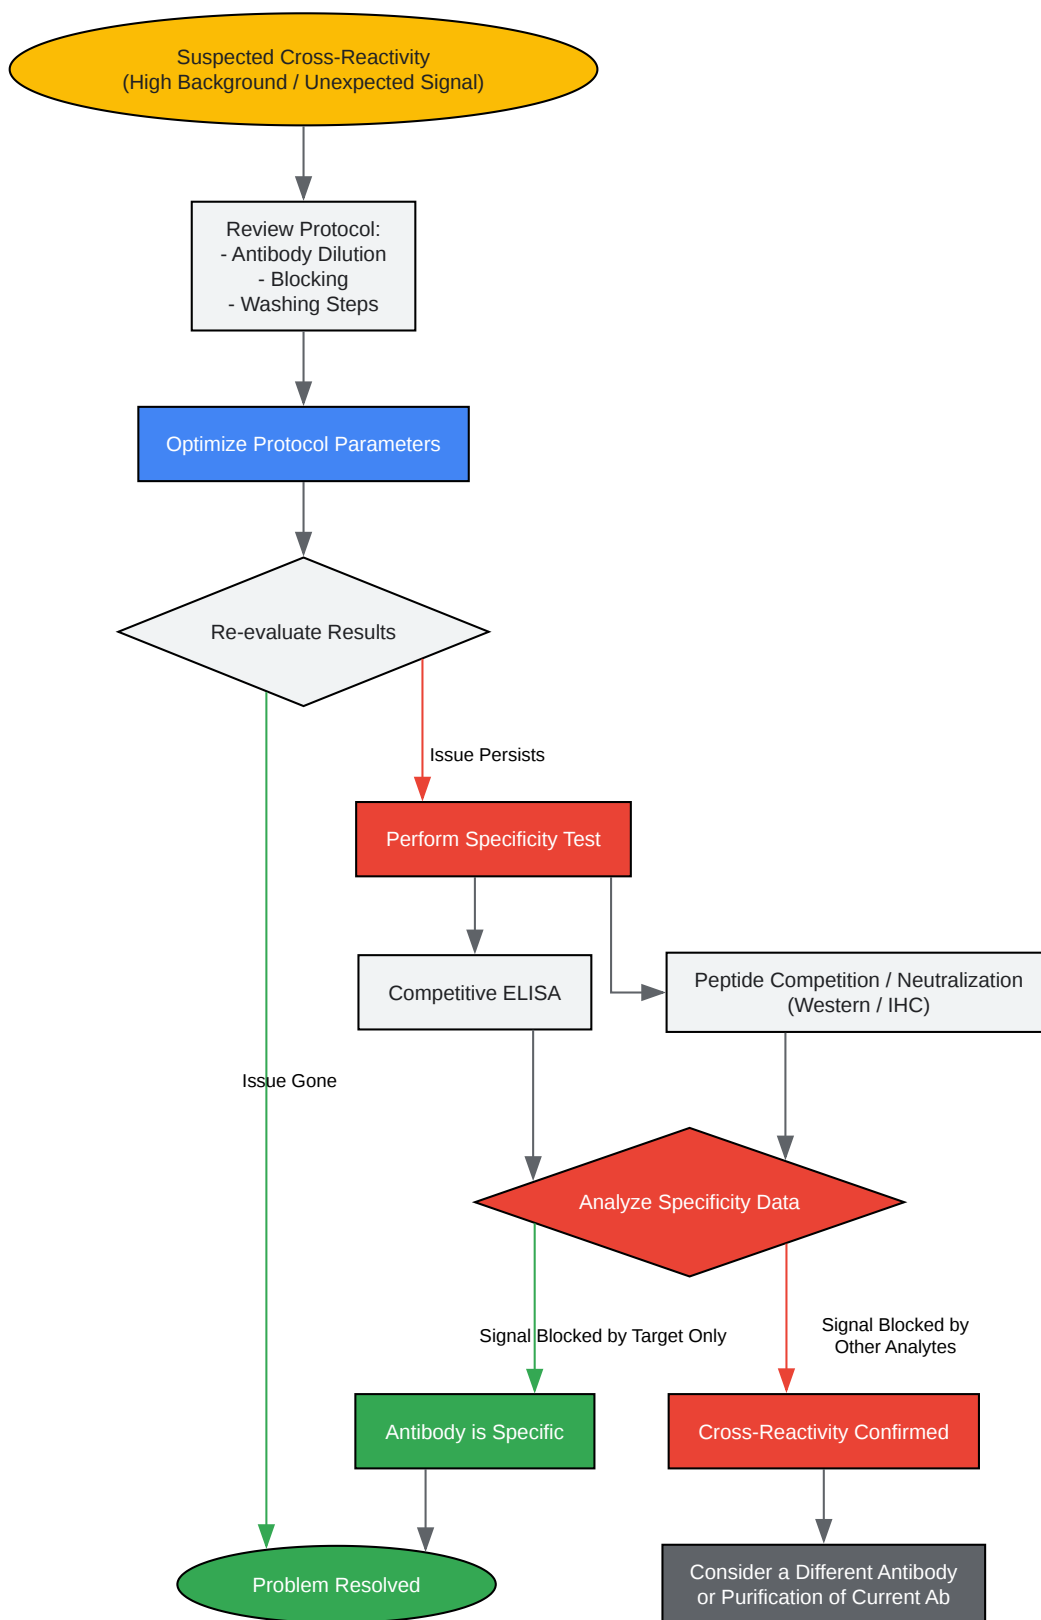 Suspected Cross-Reactivity
(High Background / Unexpected Signal)
Review Protocol:
- Antibody Dilution
- Blocking
- Washing Steps
Optimize Protocol Parameters
Re-evaluate Results
Issue Persists
Perform Specificity Test
Competitive ELISA
Peptide Competition / Neutralization
(Western / IHC)
Issue Gone
Analyze Specificity Data
Signal Blocked by Target Only
Signal Blocked by
Other Analytes
Antibody is Specific
Cross-Reactivity Confirmed
Problem Resolved
Consider a Different Antibody
or Purification of Current Ab